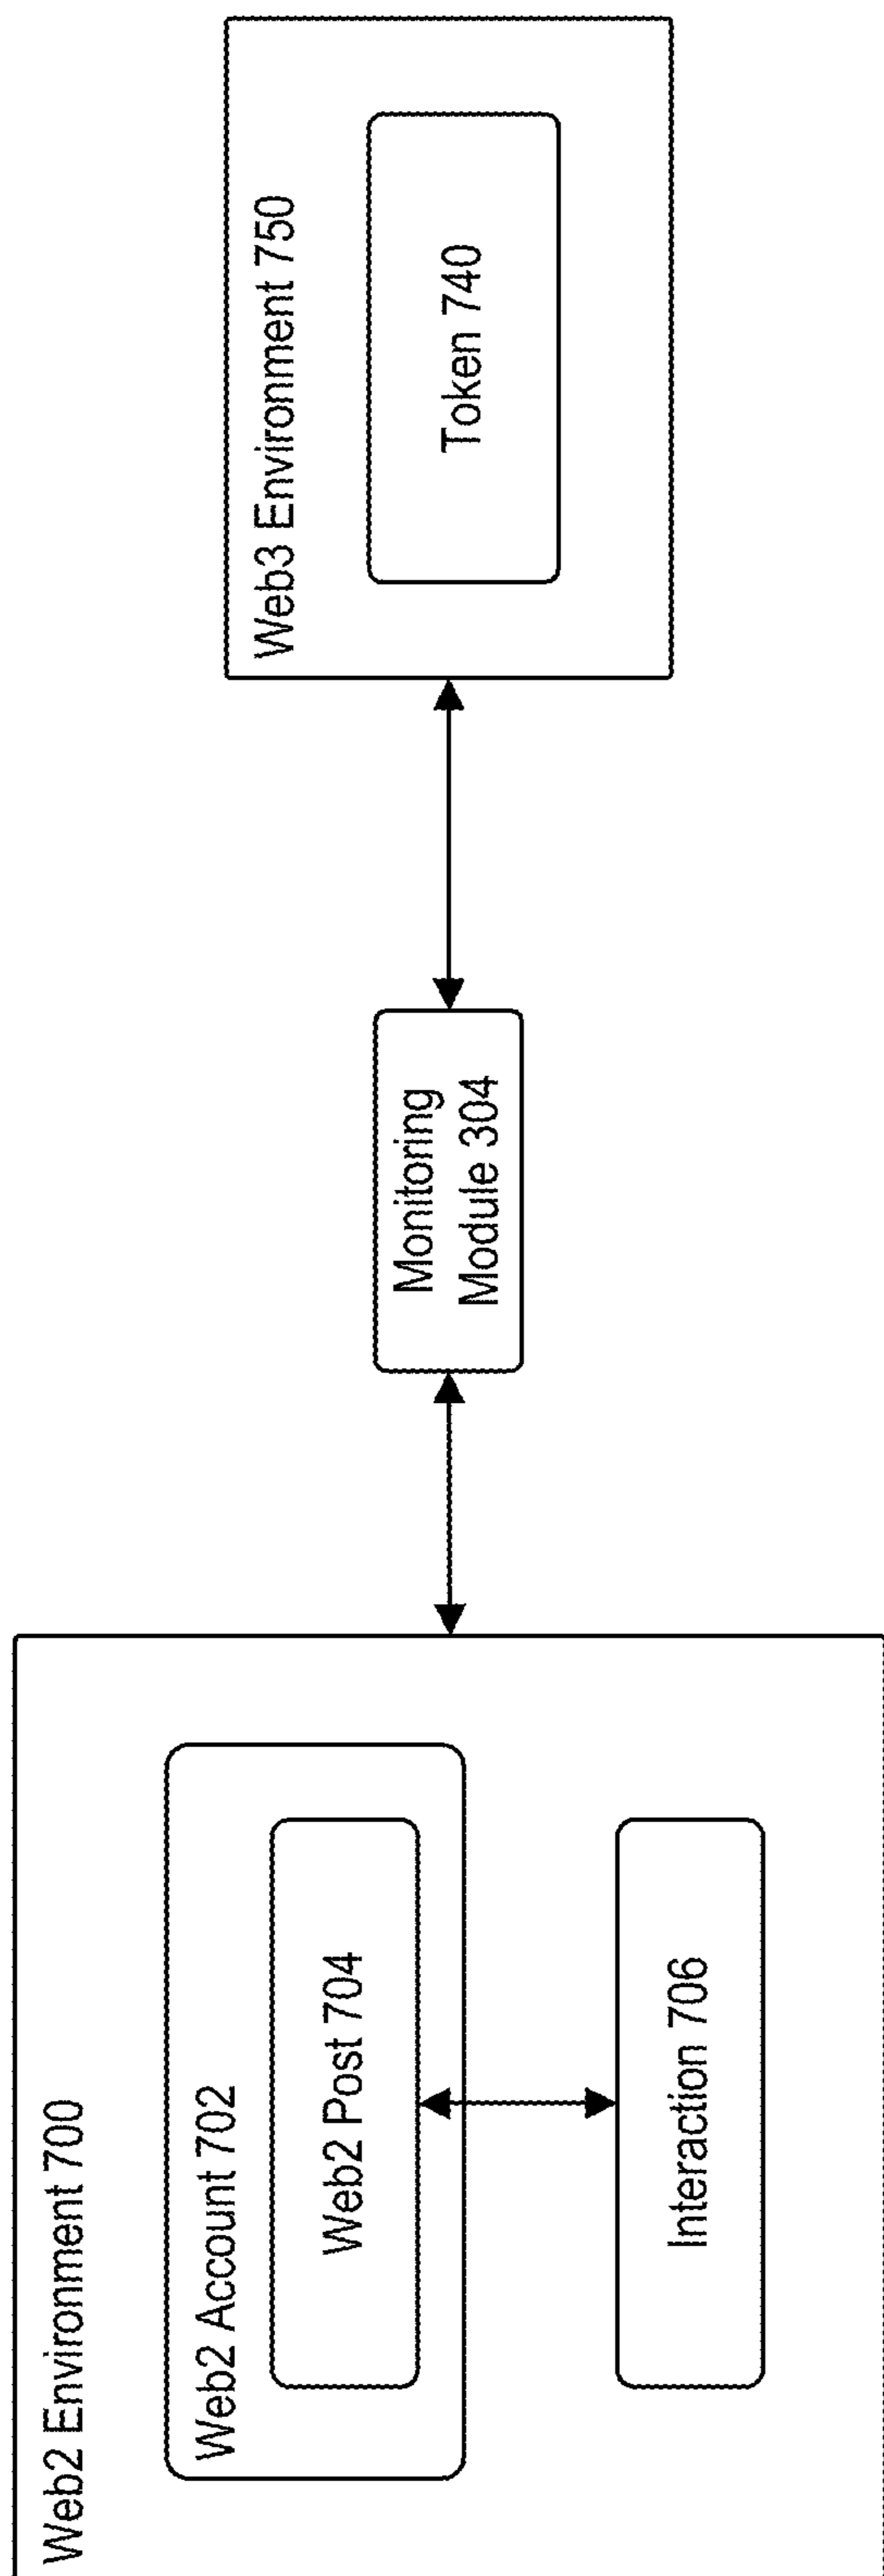 Web2 Environment 700
Web2 Account 702
Web2 Post 704
Interaction 706
Monitoring
Module 304
Web3 Environment 750
Token 740